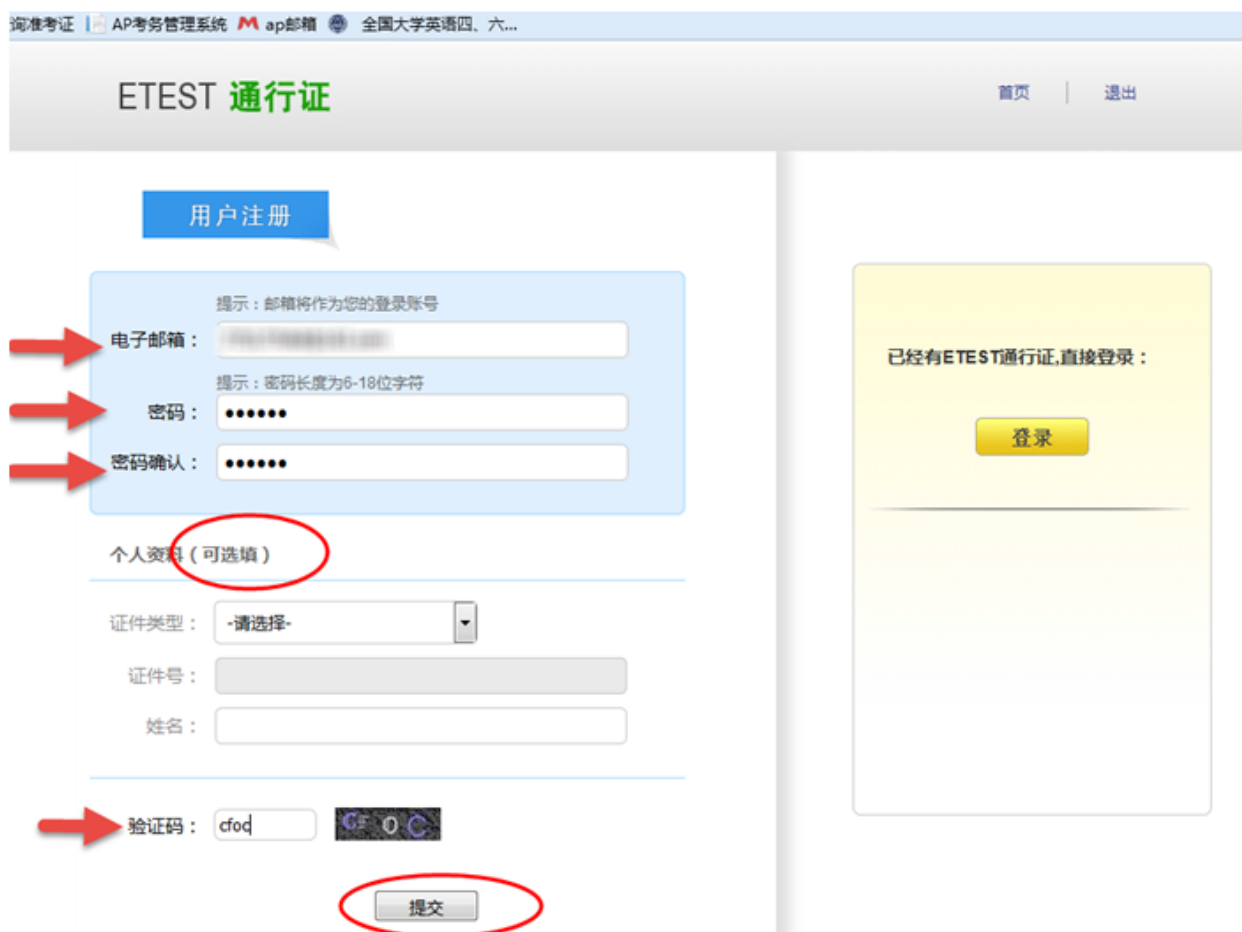 询准考证 AP考务管理系统 ap邮箱 全国大学英语四、六...
ETEST 通行证
首页 | 退出
用户注册
提示：邮箱将作为您的登录账号
电子邮箱：
提示：密码长度为6-18位字符
密码： ••••••
密码确认： ••••••
个人资料（可选填）
证件类型： -请选择-
证件号：
姓名：
验证码： cfoc CFOC
提交
已经有ETEST通行证,直接登录：
登录